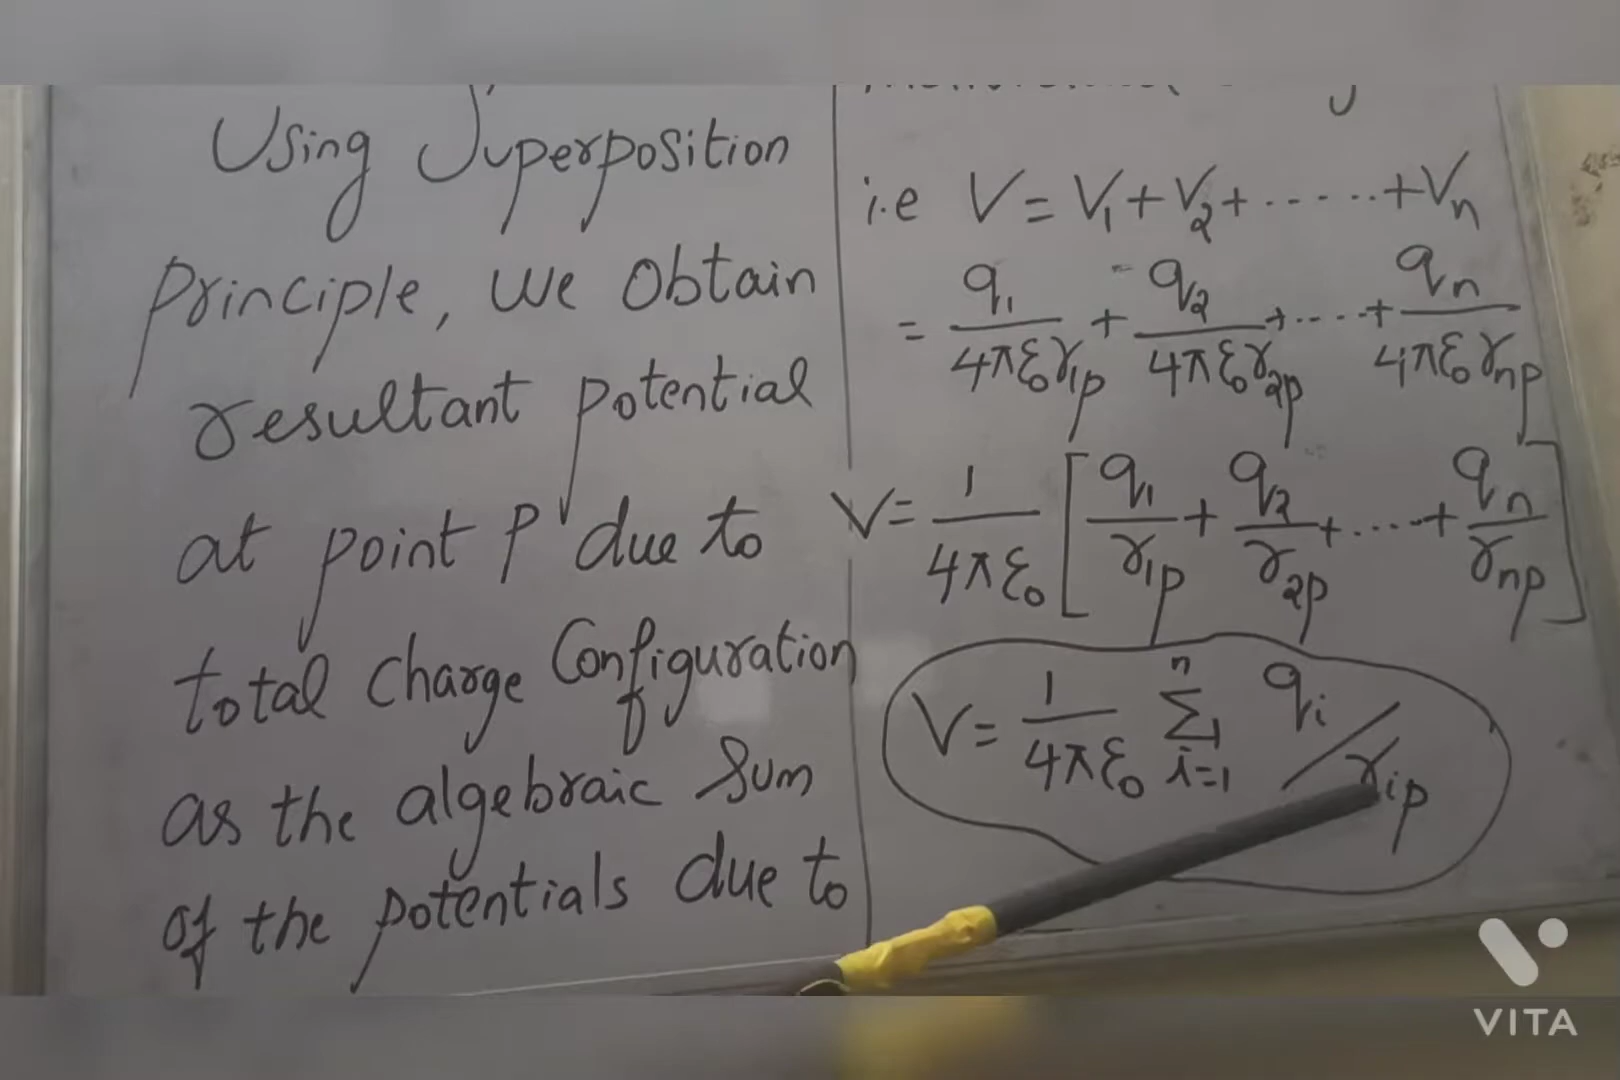 Using Superposition
principle, we obtain
resultant potential
at point P due to
total charge Configuration
as the algebraic sum
of the potentials due to
i.e V = V₁ + V₂ + ...... + Vₙ
= q₁/4πε₀r₁p + q₂/4πε₀r₂p + ..... + qₙ/4πε₀rₙp
V = 1/4πε₀ [q₁/r₁p + q₂/r₂p + ..... + qₙ/rₙp]
V = 1/4πε₀ Σ n i=1 qᵢ/rᵢp
VITA